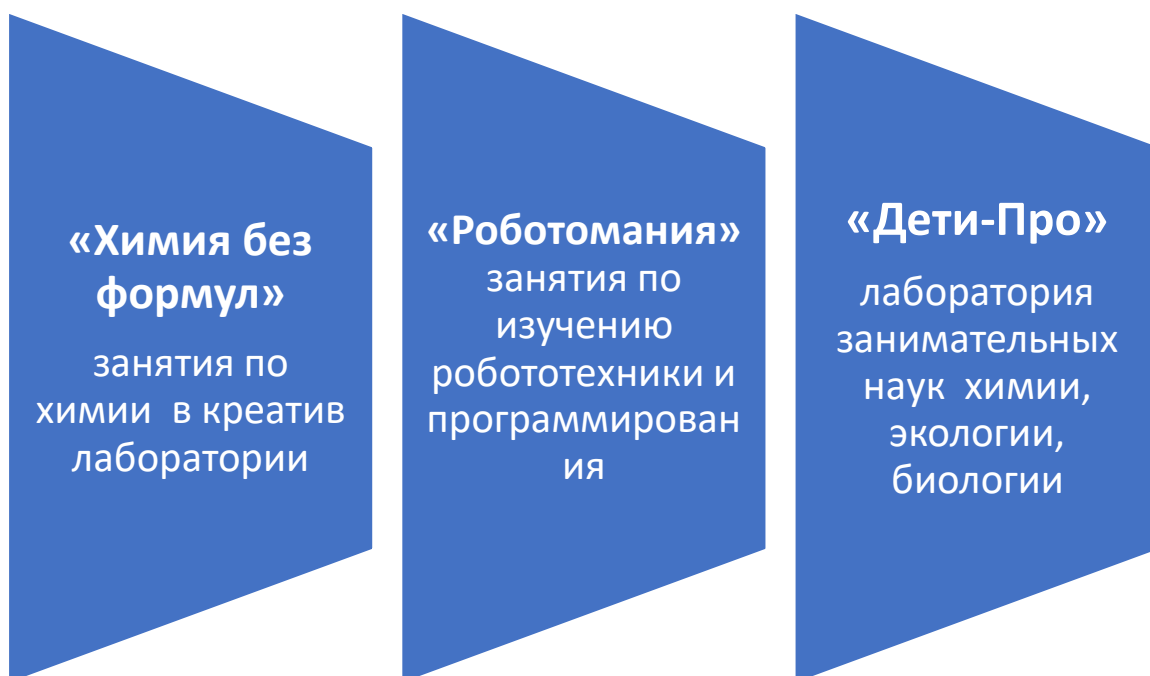 «Химия без
формул»
занятия по
химии  в креатив
лаборатории
«Роботомания»
занятия по
изучению
робототехники и
программирован
ия
«Дети-Про»
лаборатория
занимательных
наук  химии,
экологии,
биологии